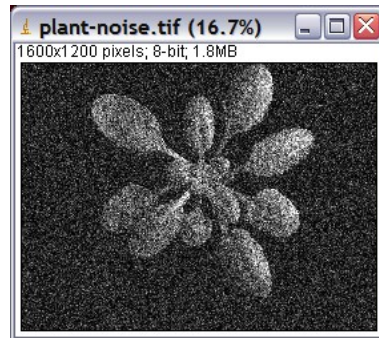 plant-noise.tif (16.7%)
1600x1200 pixels; 8-bit; 1.8MB